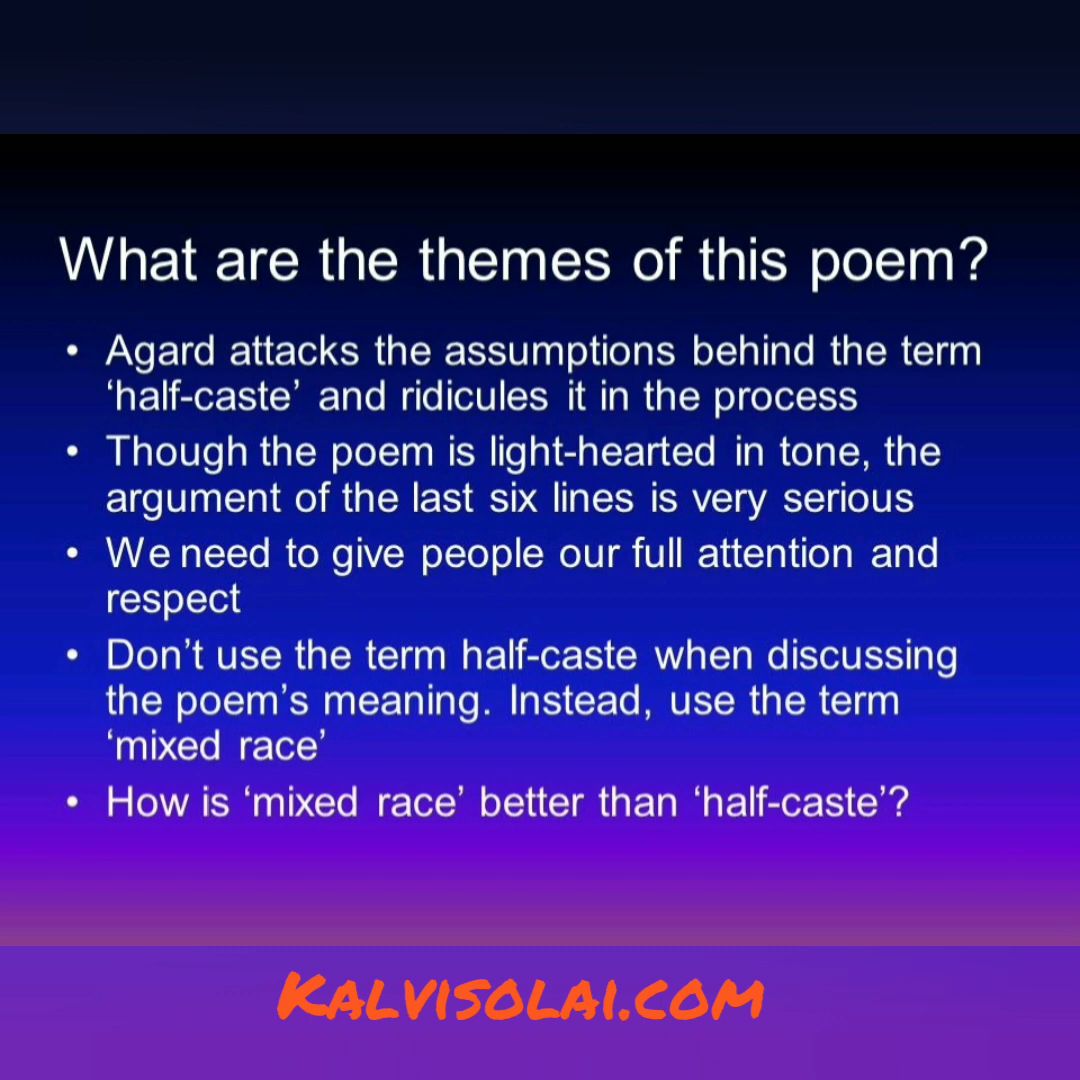 What are the themes of this poem?
• Agard attacks the assumptions behind the term
‘half-caste’ and ridicules it in the process
• Though the poem is light-hearted in tone, the
argument of the last six lines is very serious
• We need to give people our full attention and
respect
• Don’t use the term half-caste when discussing
the poem’s meaning. Instead, use the term
‘mixed race’
• How is ‘mixed race’ better than ‘half-caste’?
KALVISOLAI.COM